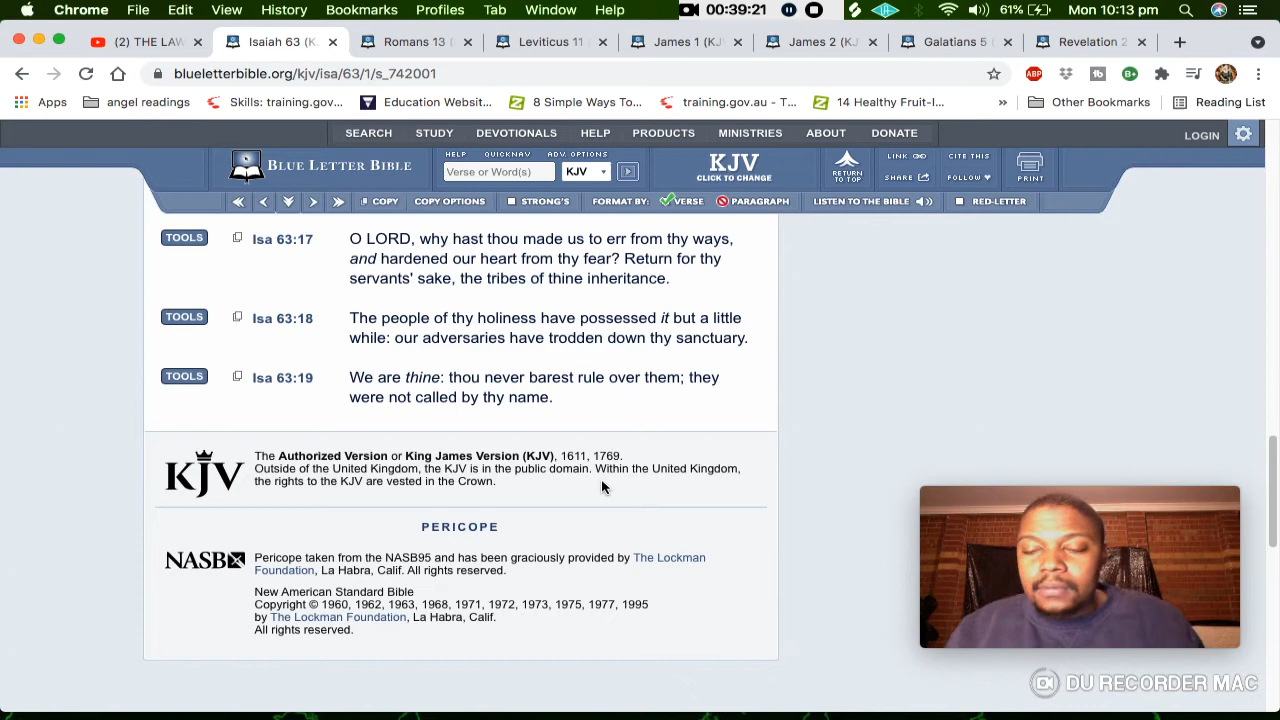 Chrome File Edit View History Bookmarks Profiles Tab Window Help 00:39:21 61% Mon 10:13 pm
(2) THE LAW Isaiah 63 (K Romans 13 ( Leviticus 11 James 1 (KJV James 2 (KJV Galatians 5 ( Revelation 2
blueletterbible.org/kjv/isa/63/1/s_742001 ABP
Apps angel readings Skills: training.gov... Education Websit... 8 Simple Ways To... training.gov.au - T... 14 Healthy Fruit-I... » Other Bookmarks Reading List
SEARCH STUDY DEVOTIONALS HELP PRODUCTS MINISTRIES ABOUT DONATE LOGIN
BLUE LETTER BIBLE
HELP QUICKNAV ADV. OPTIONS
Verse or Word(s) KJV
KJV
CLICK TO CHANGE
RETURN
TO TOP
LINK CITE THIS
SHARE FOLLOW
PRINT
COPY COPY OPTIONS STRONG'S FORMAT BY: VERSE PARAGRAPH LISTEN TO THE BIBLE RED-LETTER
TOOLS Isa 63:17 O LORD, why hast thou made us to err from thy ways,
and hardened our heart from thy fear? Return for thy
servants' sake, the tribes of thine inheritance.
TOOLS Isa 63:18 The people of thy holiness have possessed it but a little
while: our adversaries have trodden down thy sanctuary.
TOOLS Isa 63:19 We are thine: thou never barest rule over them; they
were not called by thy name.
KJV
The Authorized Version or King James Version (KJV), 1611, 1769.
Outside of the United Kingdom, the KJV is in the public domain. Within the United Kingdom,
the rights to the KJV are vested in the Crown.
PERICOPE
NASB
Pericope taken from the NASB95 and has been graciously provided by The Lockman
Foundation, La Habra, Calif. All rights reserved.
New American Standard Bible
Copyright © 1960, 1962, 1963, 1968, 1971, 1972, 1973, 1975, 1977, 1995
by The Lockman Foundation, La Habra, Calif.
All rights reserved.
DU RECORDER MAC